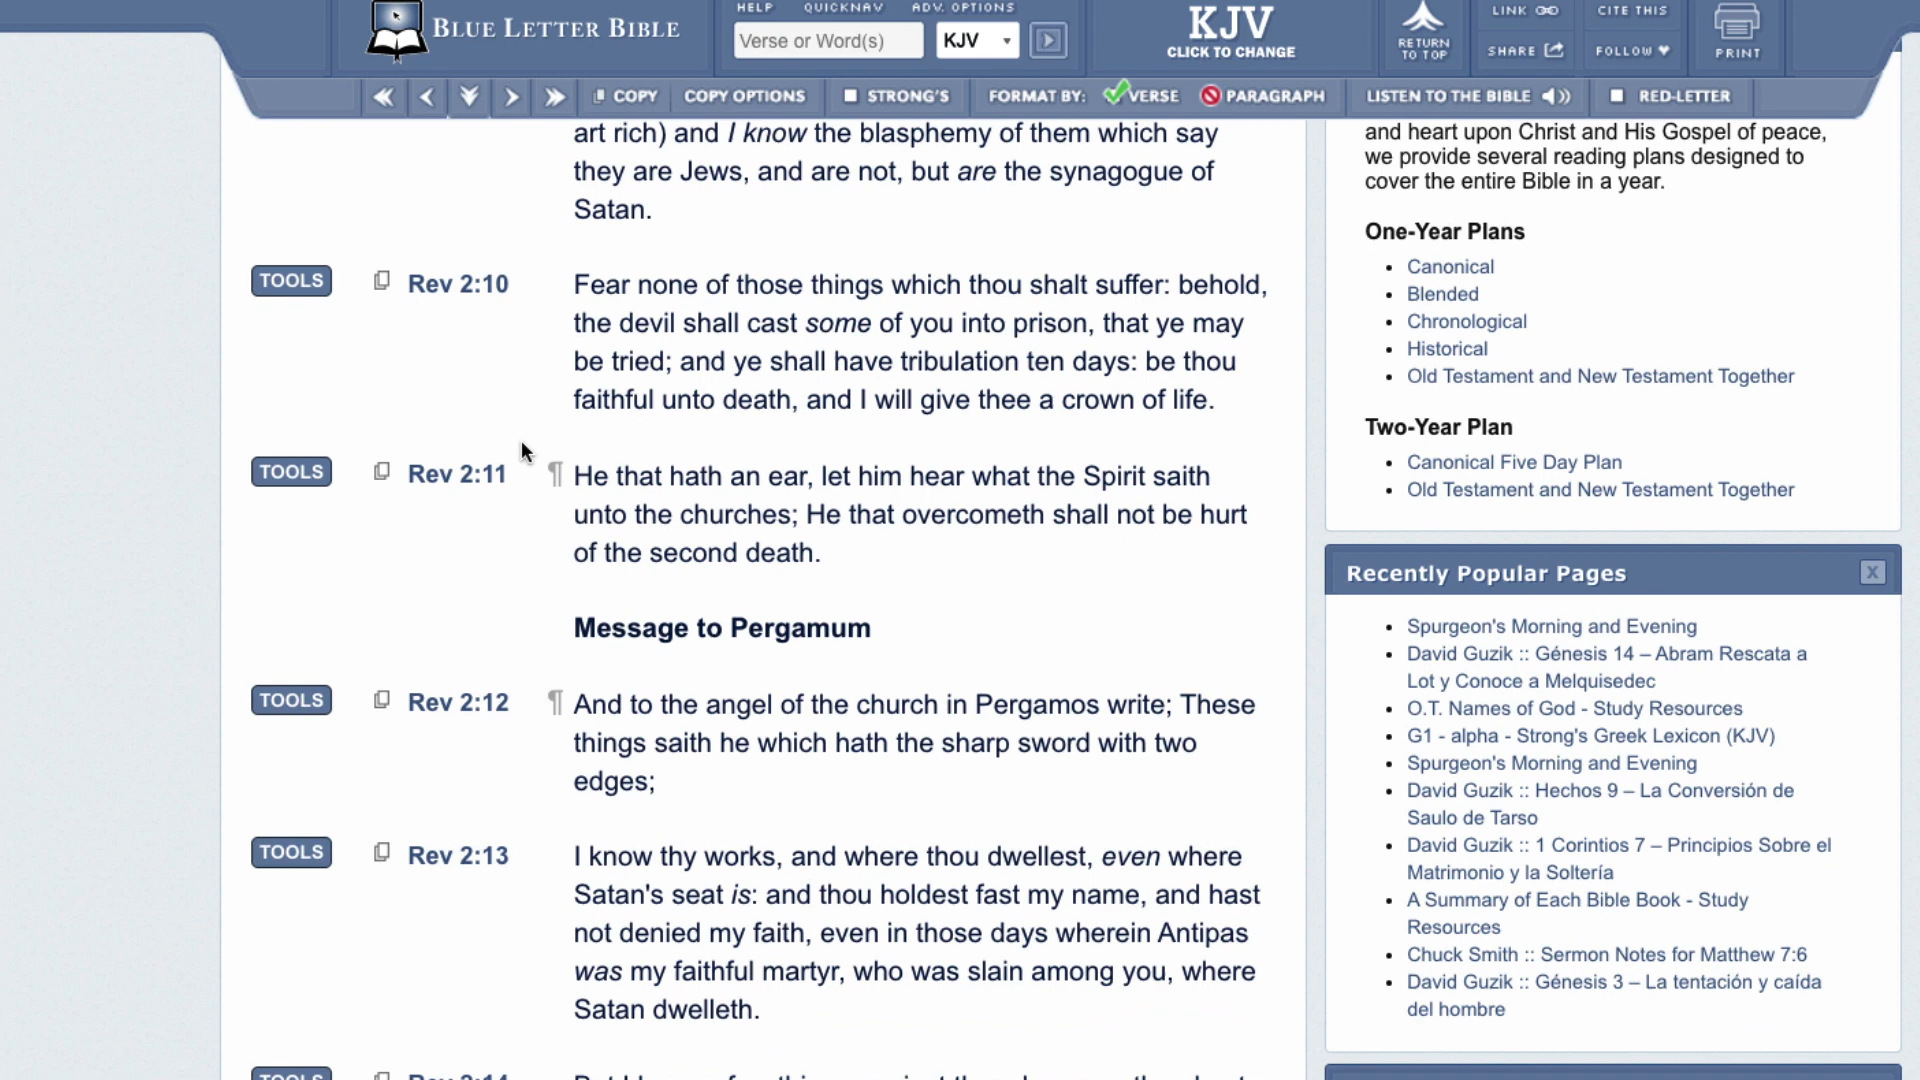 BLUE LETTER BIBLE
HELP QUICKNAV ADV. OPTIONS
Verse or Word(s)
KJV
KJV
CLICK TO CHANGE
RETURN
TO TOP
LINK
SHARE
CITE THIS
FOLLOW
PRINT
COPY COPY OPTIONS STRONG'S FORMAT BY: VERSE PARAGRAPH LISTEN TO THE BIBLE RED-LETTER
art rich) and I know the blasphemy of them which say
they are Jews, and are not, but are the synagogue of
Satan.
TOOLS Rev 2:10 Fear none of those things which thou shalt suffer: behold,
the devil shall cast some of you into prison, that ye may
be tried; and ye shall have tribulation ten days: be thou
faithful unto death, and I will give thee a crown of life.
TOOLS Rev 2:11 ¶ He that hath an ear, let him hear what the Spirit saith
unto the churches; He that overcometh shall not be hurt
of the second death.
Message to Pergamum
TOOLS Rev 2:12 ¶ And to the angel of the church in Pergamos write; These
things saith he which hath the sharp sword with two
edges;
TOOLS Rev 2:13 I know thy works, and where thou dwellest, even where
Satan's seat is: and thou holdest fast my name, and hast
not denied my faith, even in those days wherein Antipas
was my faithful martyr, who was slain among you, where
Satan dwelleth.
TOOLS Rev 2:14
and heart upon Christ and His Gospel of peace,
we provide several reading plans designed to
cover the entire Bible in a year.
One-Year Plans
• Canonical
• Blended
• Chronological
• Historical
• Old Testament and New Testament Together
Two-Year Plan
• Canonical Five Day Plan
• Old Testament and New Testament Together
Recently Popular Pages X
• Spurgeon's Morning and Evening
• David Guzik :: Génesis 14 – Abram Rescata a
Lot y Conoce a Melquisedec
• O.T. Names of God - Study Resources
• G1 - alpha - Strong's Greek Lexicon (KJV)
• Spurgeon's Morning and Evening
• David Guzik :: Hechos 9 – La Conversión de
Saulo de Tarso
• David Guzik :: 1 Corintios 7 – Principios Sobre el
Matrimonio y la Soltería
• A Summary of Each Bible Book - Study
Resources
• Chuck Smith :: Sermon Notes for Matthew 7:6
• David Guzik :: Génesis 3 – La tentación y caída
del hombre